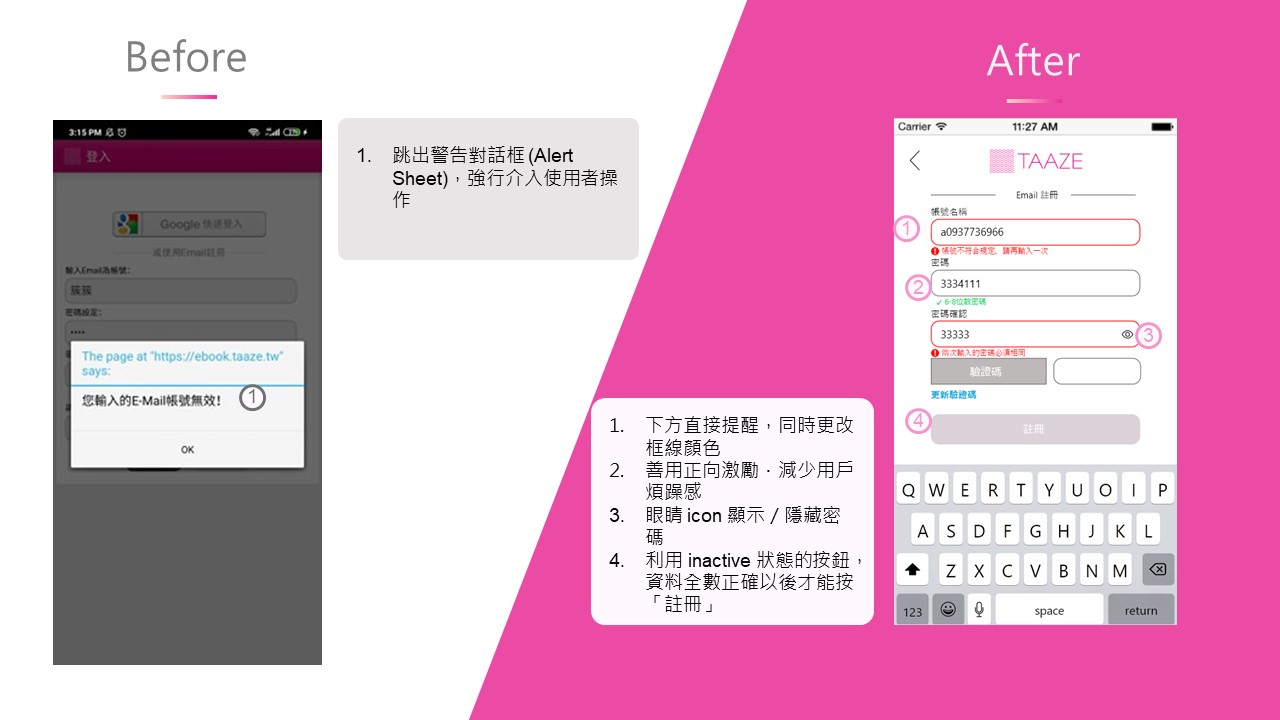 Before
After
3:15 PM
登入
Google 快速登入
或使用Email註冊
輸入Email為帳號:
簇簇
密碼設定:
••••
The page at "https://ebook.taaze.tw"
says:
您輸入的E-Mail帳號無效!
1
OK
1. 跳出警告對話框 (Alert
Sheet)，強行介入使用者操
作
1. 下方直接提醒，同時更改
框線顏色
2. 善用正向激勵．減少用戶
煩躁感
3. 眼睛 icon 顯示 / 隱藏密
碼
4. 利用 inactive 狀態的按鈕，
資料全數正確以後才能按
「註冊」
Carrier 11:27 AM
TAAZE
Email 註冊
帳號名稱
1
a0937736966
帳號不符合規定，請再輸入一次
密碼
2
3334111
✓ 6-8位數密碼
密碼確認
33333
3
兩次輸入的密碼必須相同
驗證碼
更新驗證碼
4
註冊
Q W E R T Y U O I P
A S D F G H J K L
Z X C V B N M
123 space return